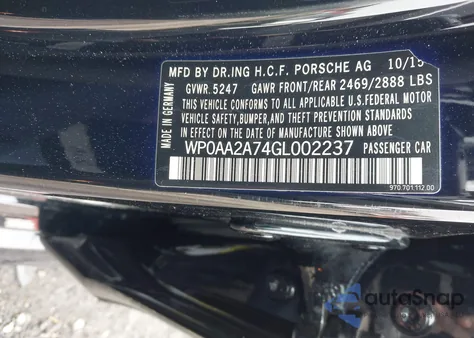 MFD BY DR.ING H.C.F. PORSCHE AG 10/15
GVWR.5247 GAWR FRONT/REAR 2469/2888 LBS
THIS VEHICLE CONFORMS TO ALL APPLICABLE U.S.FEDERAL MOTOR
VEHICLE SAFETY,BUMPER,AND THEFT PREVENTION STANDARDS
IN EFFECT ON THE DATE OF MANUFACTURE SHOWN ABOVE.
WP0AA2A74GL002237 PASSENGER CAR
MADE IN GERMANY
970.701.112.00
autoSnap